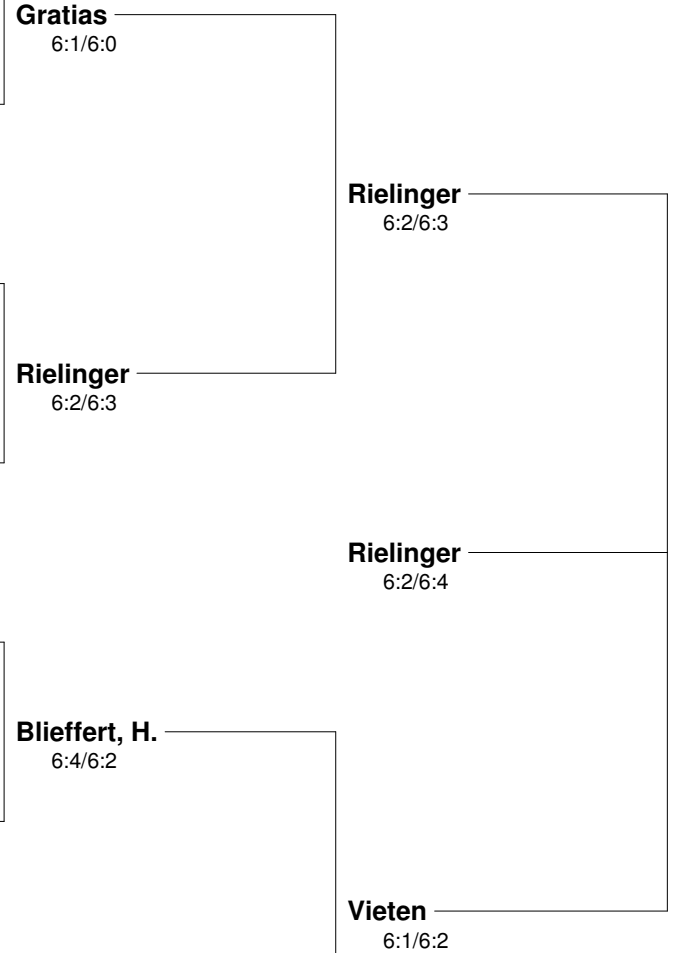 Gratias
6:1/6:0
Rielinger
6:2/6:3
Rielinger
6:2/6:3
Rielinger
6:2/6:4
Blieffert, H.
6:4/6:2
Vieten
6:1/6:2